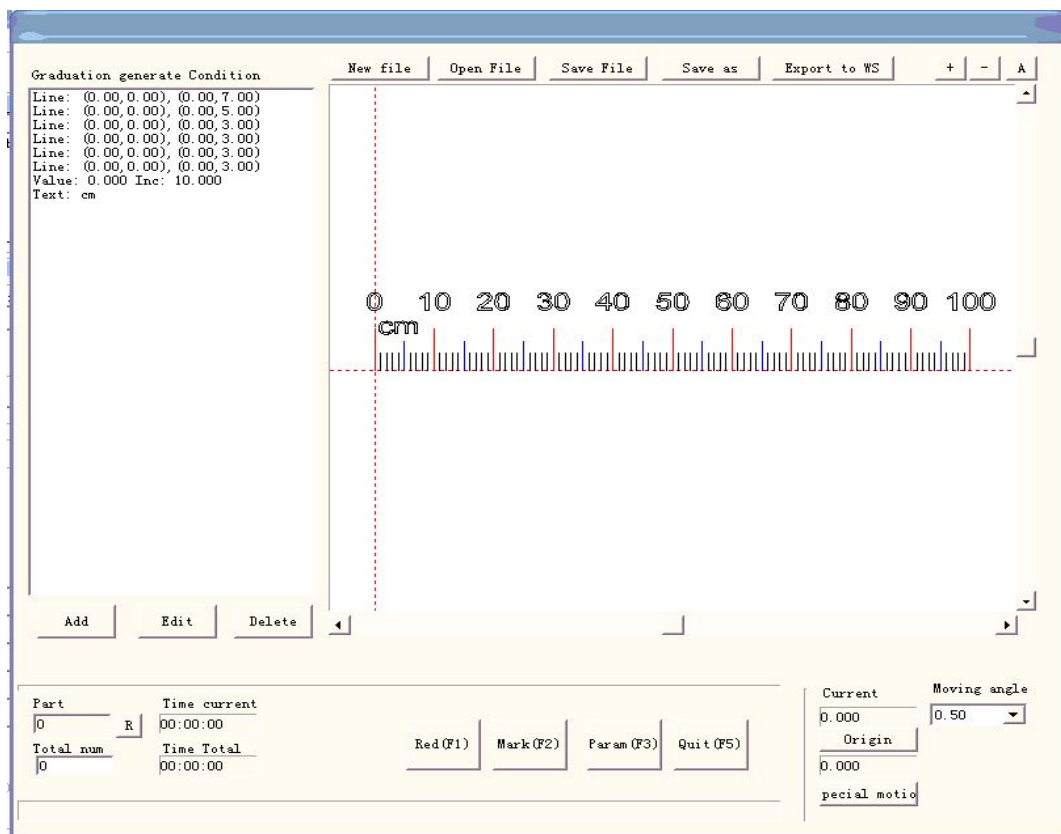 Graduation generate Condition
New file Open File Save File Save as Export to WS + - A
Line: (0.00,0.00), (0.00,7.00)
Line: (0.00,0.00), (0.00,5.00)
Line: (0.00,0.00), (0.00,3.00)
Line: (0.00,0.00), (0.00,3.00)
Line: (0.00,0.00), (0.00,3.00)
Line: (0.00,0.00), (0.00,3.00)
Value: 0.000 Inc: 10.000
Text: cm
0 10 20 30 40 50 60 70 80 90 100
cm
Add Edit Delete
Part Time current
0 R 00:00:00
Total num Time Total
0 00:00:00
Red(F1) Mark(F2) Param(F3) Quit(F5)
Current Moving angle
0.000 0.50
Origin
0.000
pecial motio